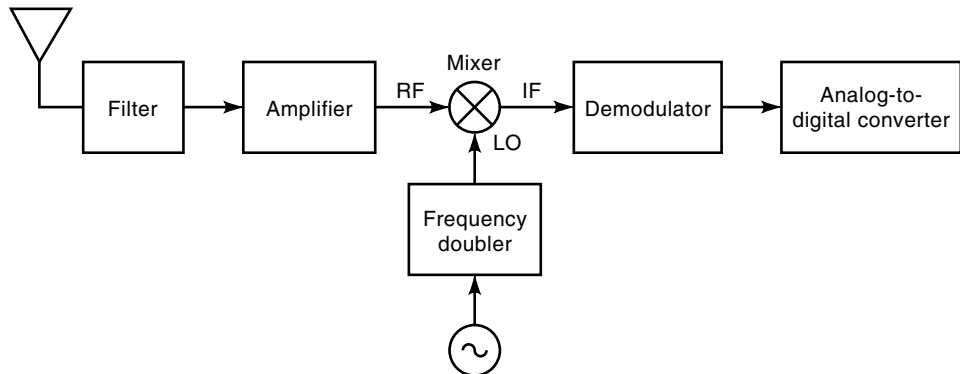 Mixer
Filter
Amplifier
RF
IF
Demodulator
Analog-to-
digital converter
LO
Frequency
doubler